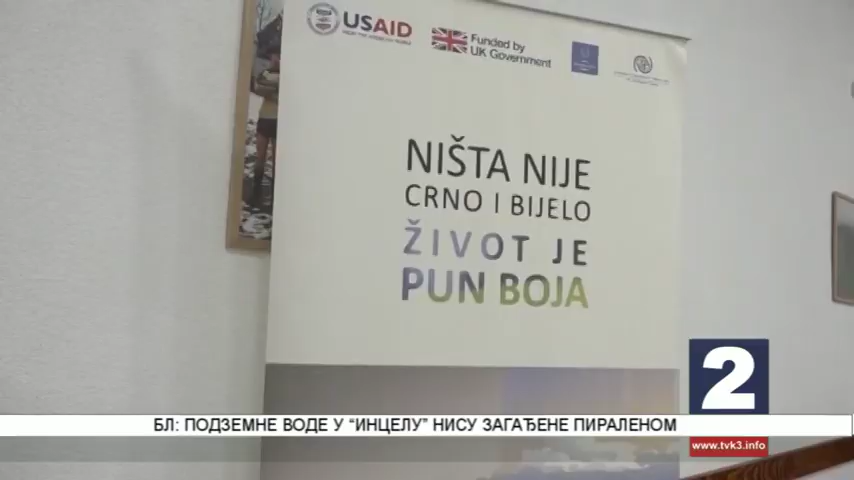 USAID
Funded by
UK Government
NIŠTA NIJE
CRNO I BIJELO
ŽIVOT JE
PUN BOJA
2
БЛ: ПОДЗЕМНЕ ВОДЕ У “ИНЦЕЛУ” НИСУ ЗАГАЂЕНЕ ПИРАЛЕНОМ
www.tvk3.info